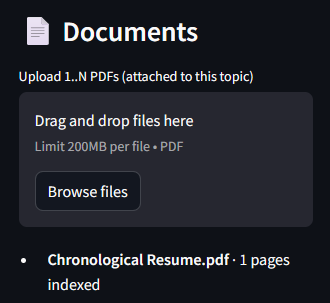 Documents
Upload 1..N PDFs (attached to this topic)
Drag and drop files here
Limit 200MB per file • PDF
Browse files
• Chronological Resume.pdf · 1 pages
indexed